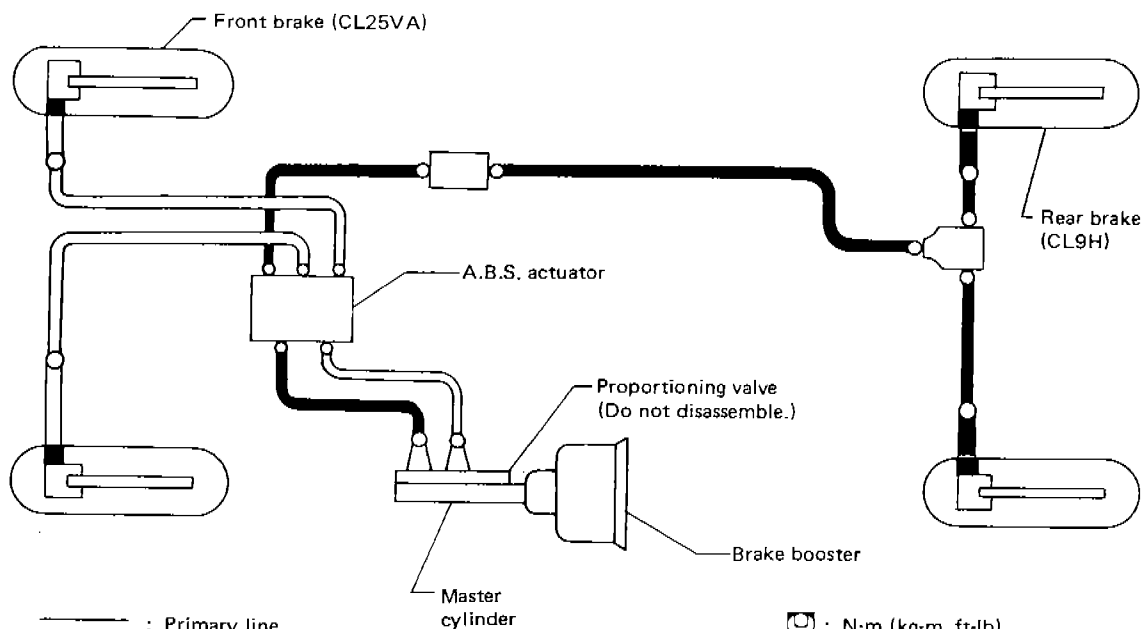 Front brake (CL25VA)
Rear brake
(CL9H)
A.B.S. actuator
Proportioning valve
(Do not disassemble.)
Brake booster
Master
cylinder
: Primary line
: N·m (kg-m, ft-lb)